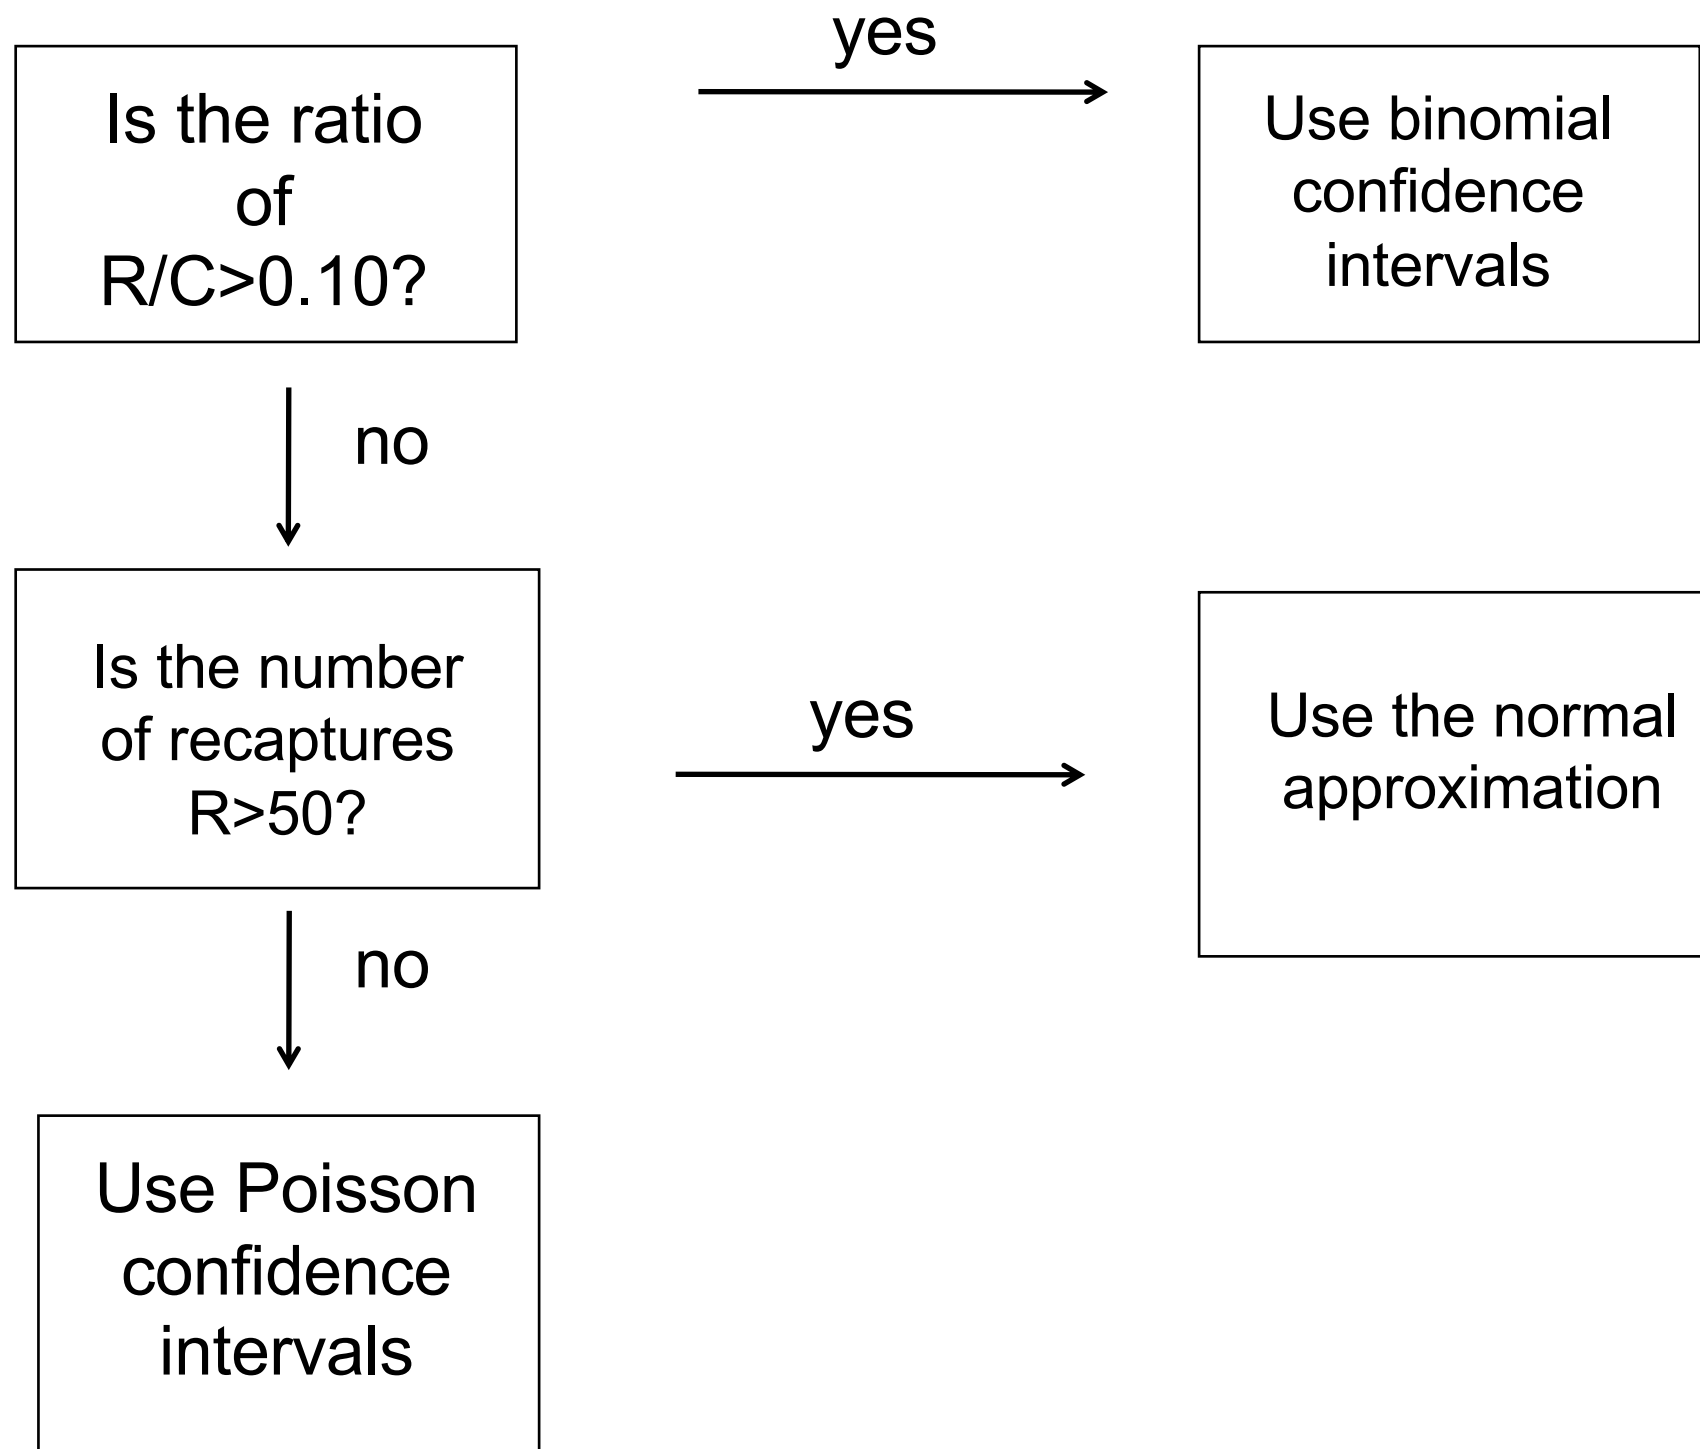 Is the ratio
of
R/C>0.10?
yes
Use binomial
confidence
intervals
no
Is the number
of recaptures
R>50?
yes
Use the normal
approximation
no
Use Poisson
confidence
intervals